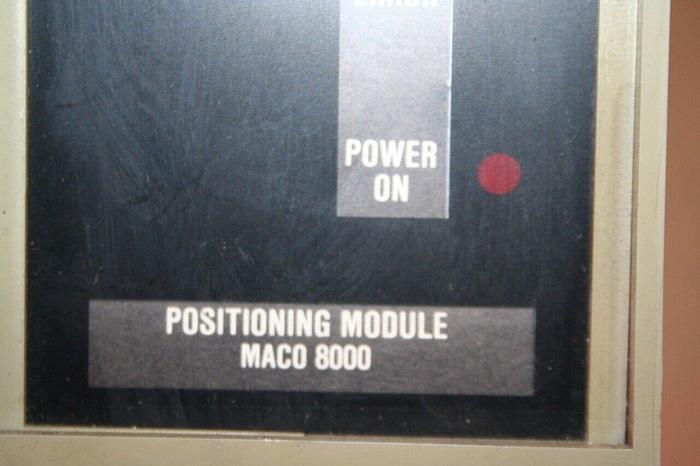 POWER
ON
POSITIONING MODULE
MACO 8000